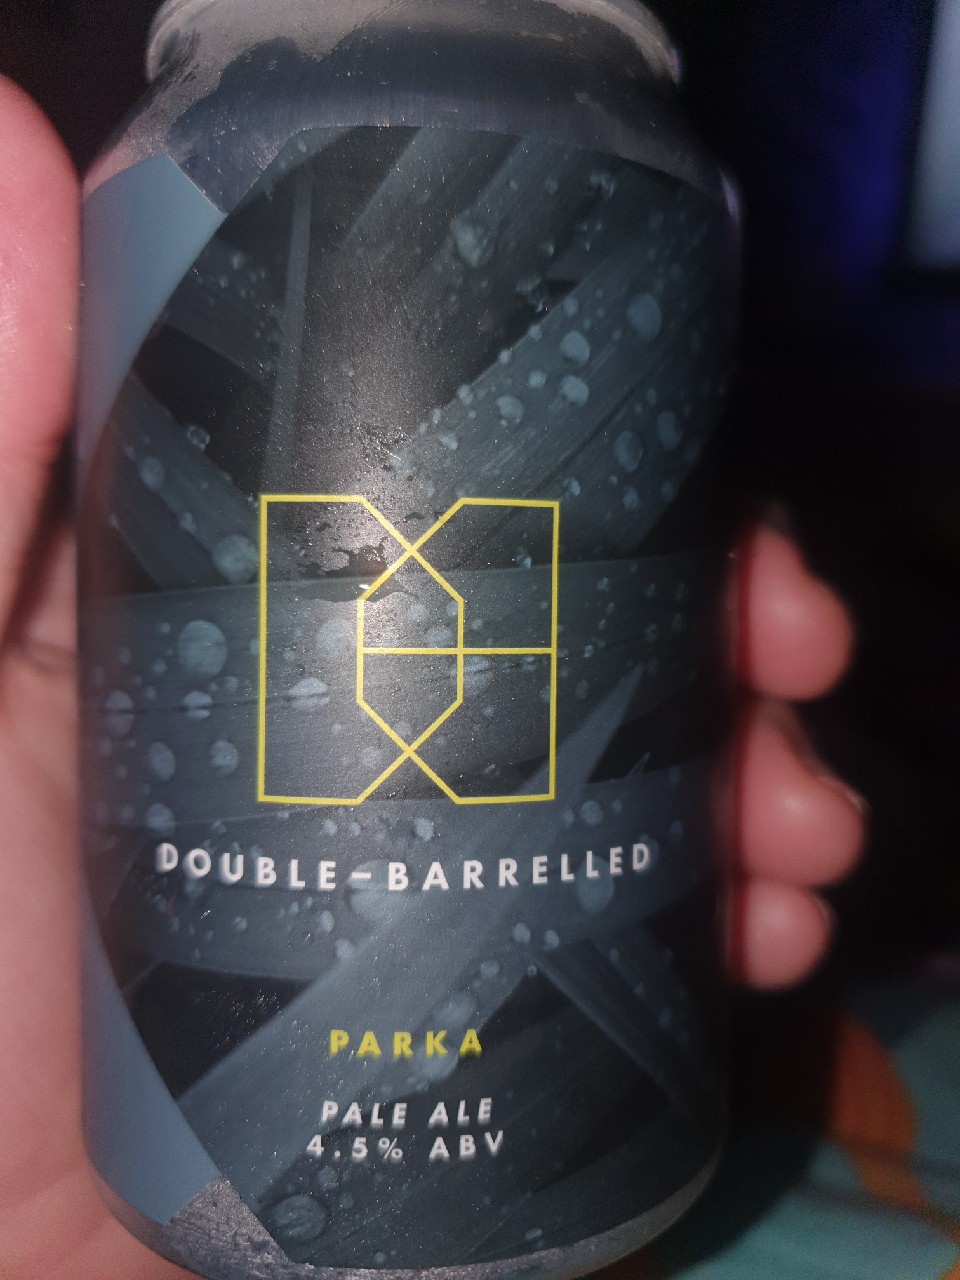 DOUBLE-BARRELLED
PARKA
PALE ALE
4.5% ABV